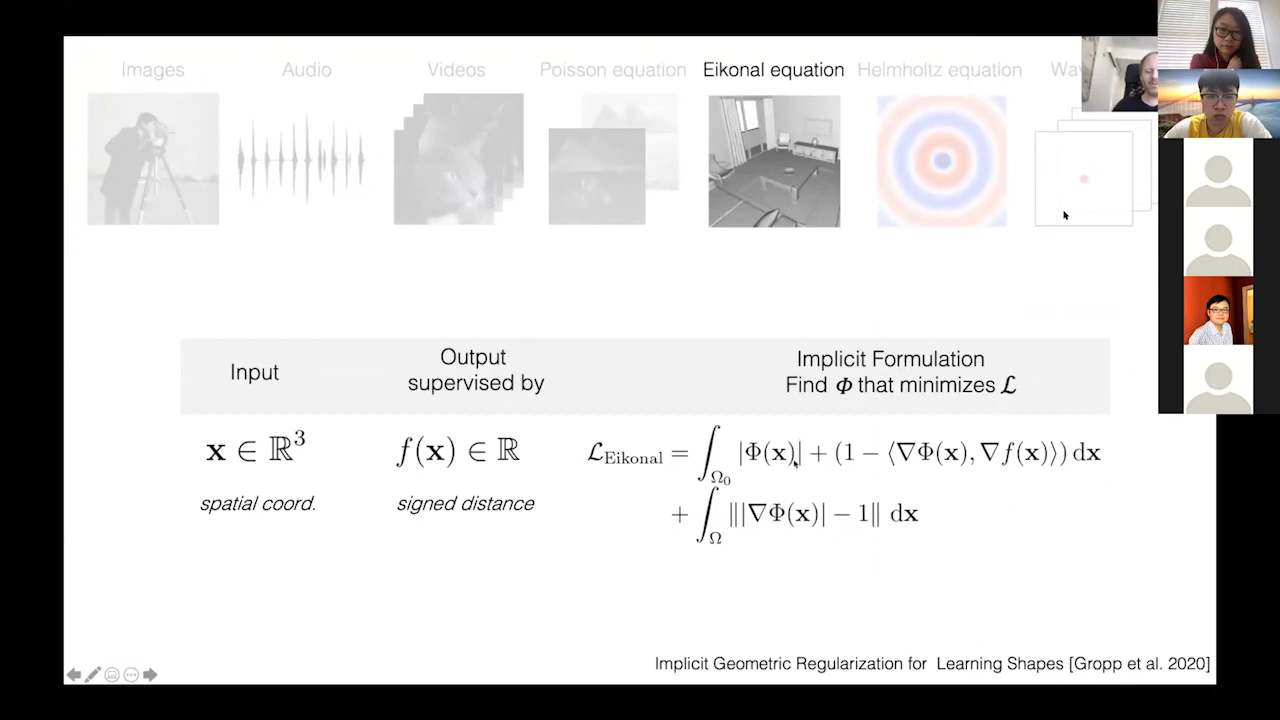 Images Audio Poisson equation Eikonal equation Helmholtz equation
Input
Output
supervised by
Implicit Formulation
Find Φ that minimizes ℒ
x ∈ ℝ³
f(x) ∈ ℝ
ℒ_Eikonal = ∫_Ω₀ |Φ(x)| + (1 − ⟨∇Φ(x), ∇f(x)⟩) dx
+ ∫_Ω ‖|∇Φ(x)| − 1‖ dx
spatial coord.
signed distance
Implicit Geometric Regularization for Learning Shapes [Gropp et al. 2020]